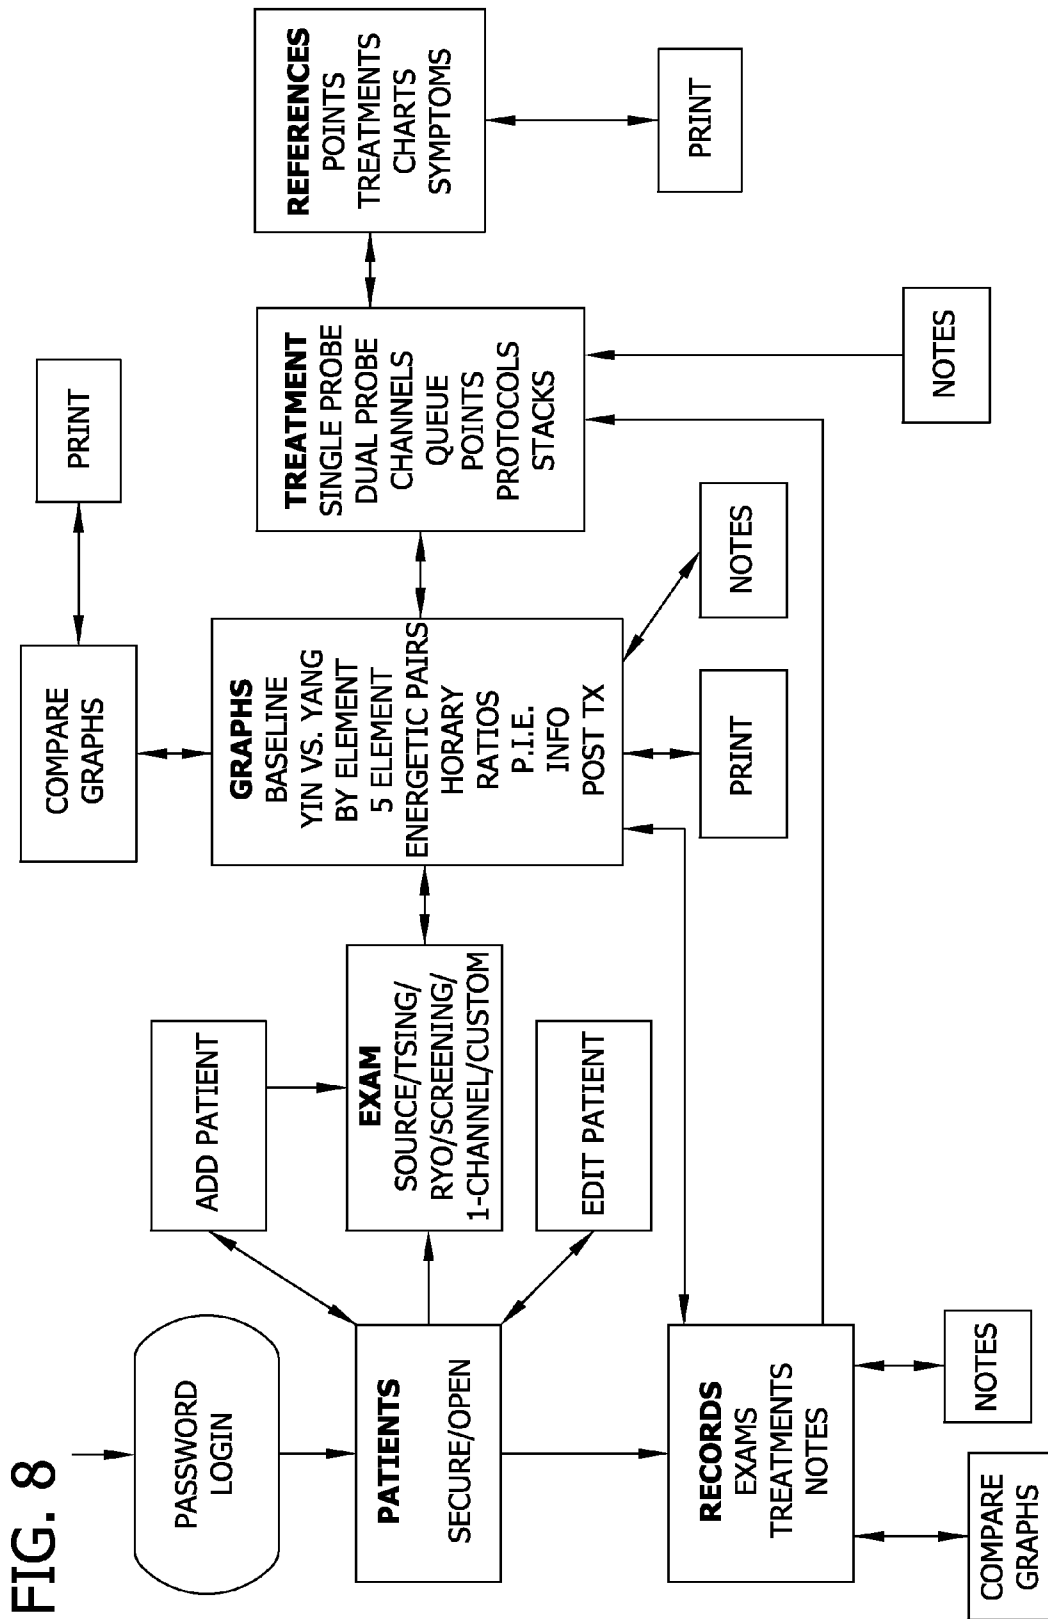 FIG. 8
PASSWORD
LOGIN
PATIENTS
SECURE/OPEN
ADD PATIENT
EXAM
SOURCE/TSING/
RYO/SCREENING/
1-CHANNEL/CUSTOM
EDIT PATIENT
RECORDS
EXAMS
TREATMENTS
NOTES
COMPARE
GRAPHS
NOTES
COMPARE
GRAPHS
PRINT
GRAPHS
BASELINE
YIN VS. YANG
BY ELEMENT
5 ELEMENT
ENERGETIC PAIRS
HORARY
RATIOS
P.I.E.
INFO
POST TX
PRINT
NOTES
TREATMENT
SINGLE PROBE
DUAL PROBE
CHANNELS
QUEUE
POINTS
PROTOCOLS
STACKS
NOTES
REFERENCES
POINTS
TREATMENTS
CHARTS
SYMPTOMS
PRINT